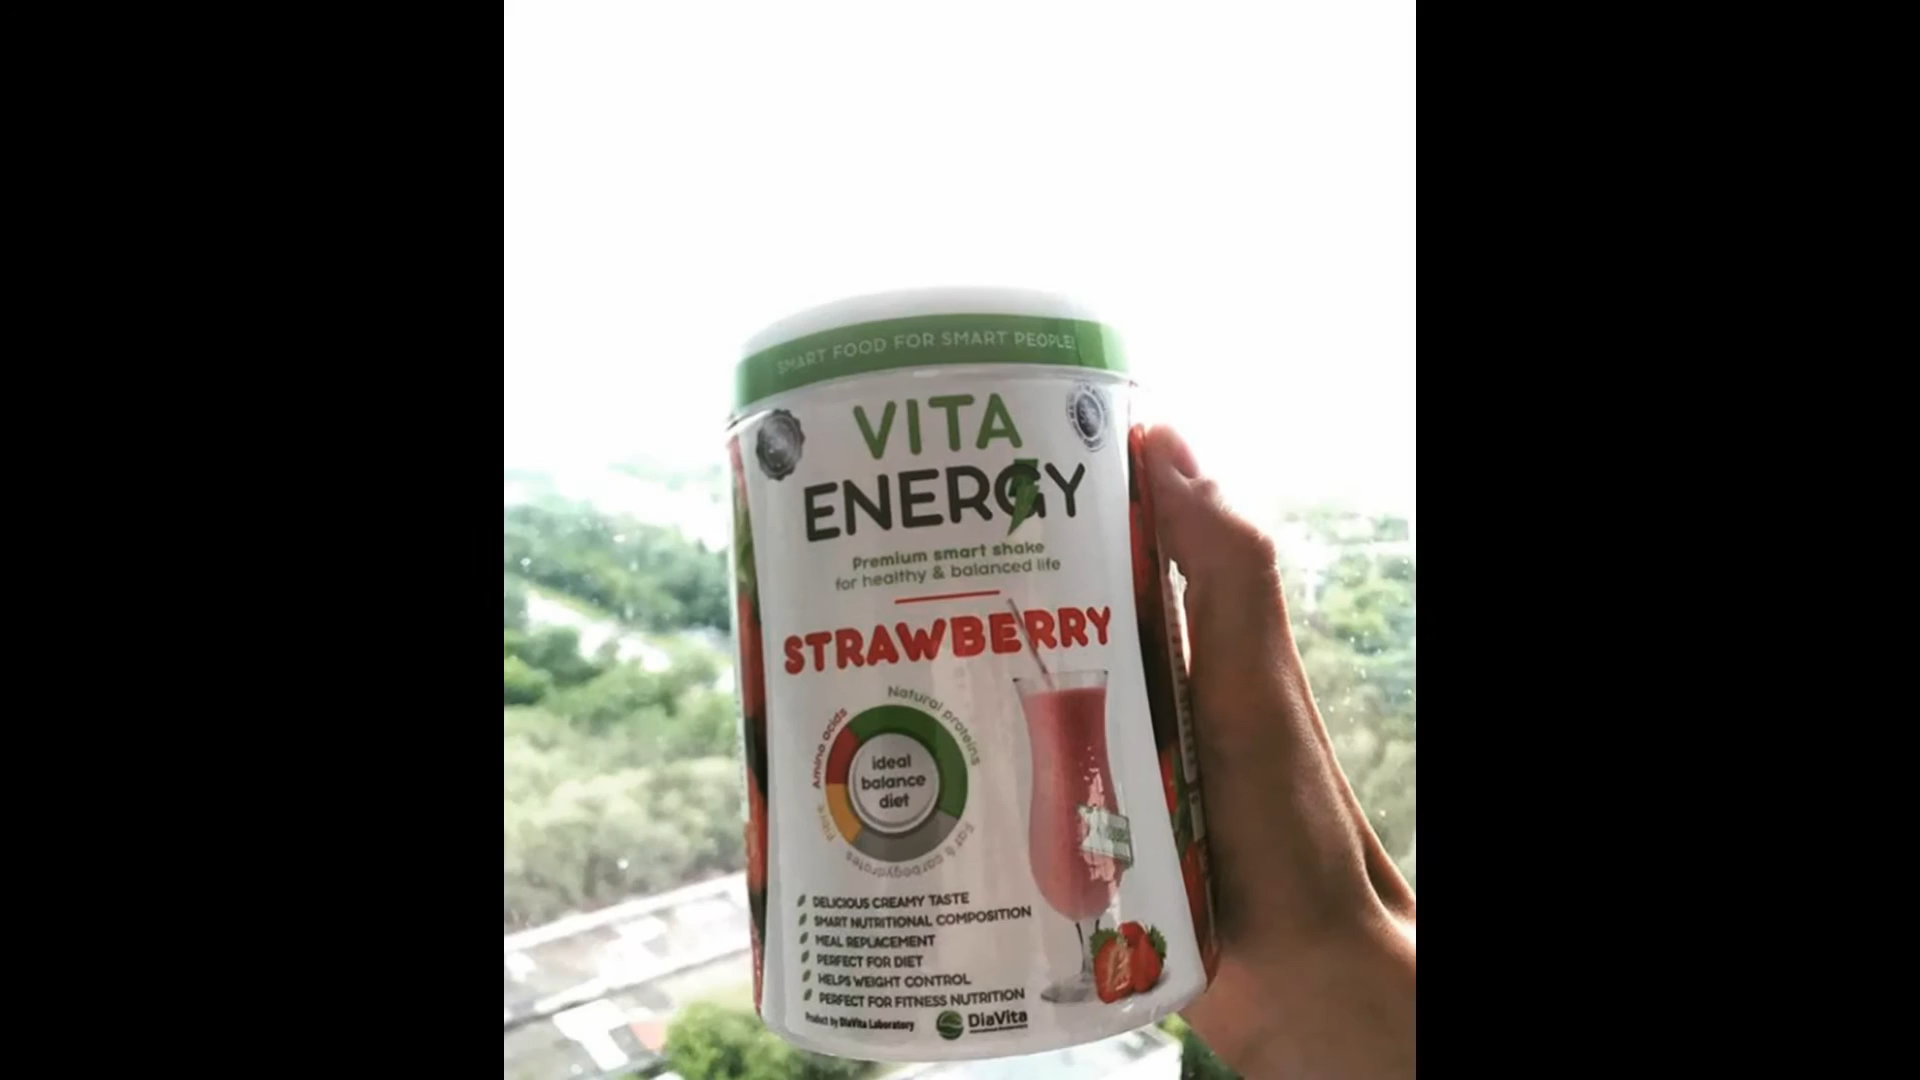 SMART FOOD FOR SMART PEOPLE!
VITA
ENERGY
Premium smart shake
for healthy & balanced life
STRAWBERRY
Natural proteins
Amino acids
ideal
balance
diet
Fibre
Fat & carbohydrates
DELICIOUS CREAMY TASTE
SMART NUTRITIONAL COMPOSITION
MEAL REPLACEMENT
PERFECT FOR DIET
HELPS WEIGHT CONTROL
PERFECT FOR FITNESS NUTRITION
Product by DiaVita Laboratory
DiaVita